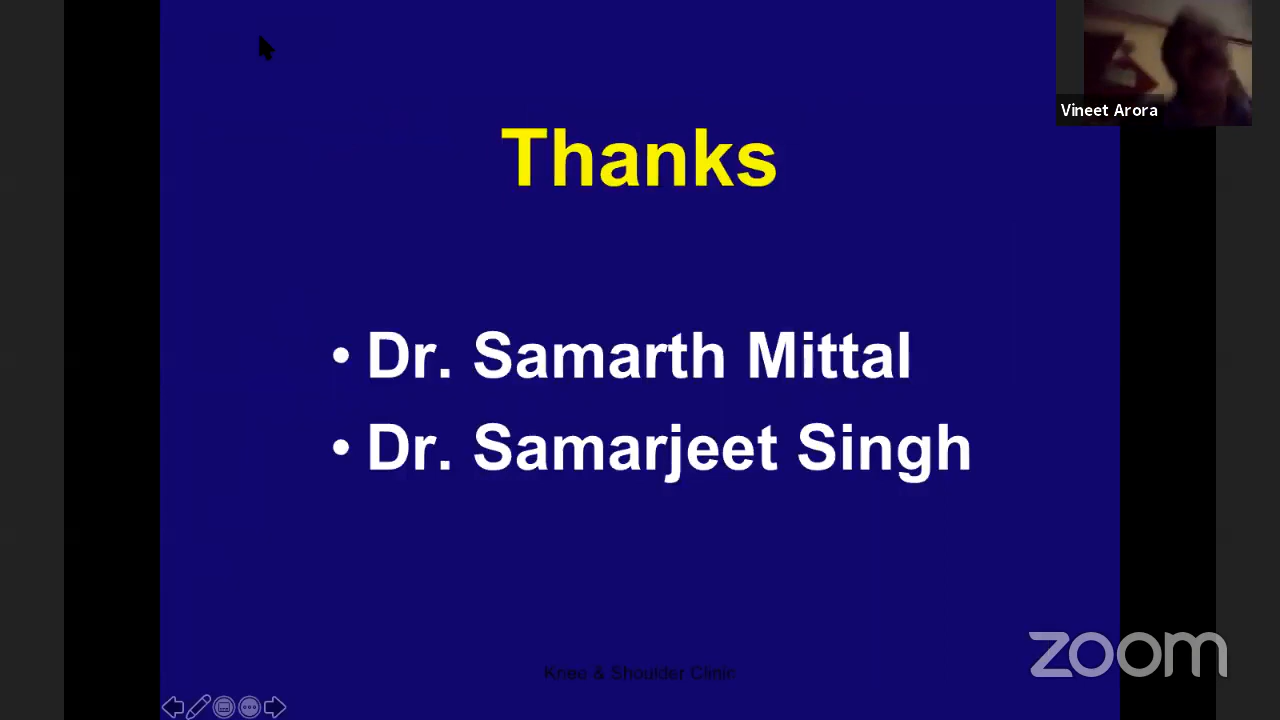 Vineet Arora
Thanks
• Dr. Samarth Mittal
• Dr. Samarjeet Singh
Knee & Shoulder Clinic
zoom